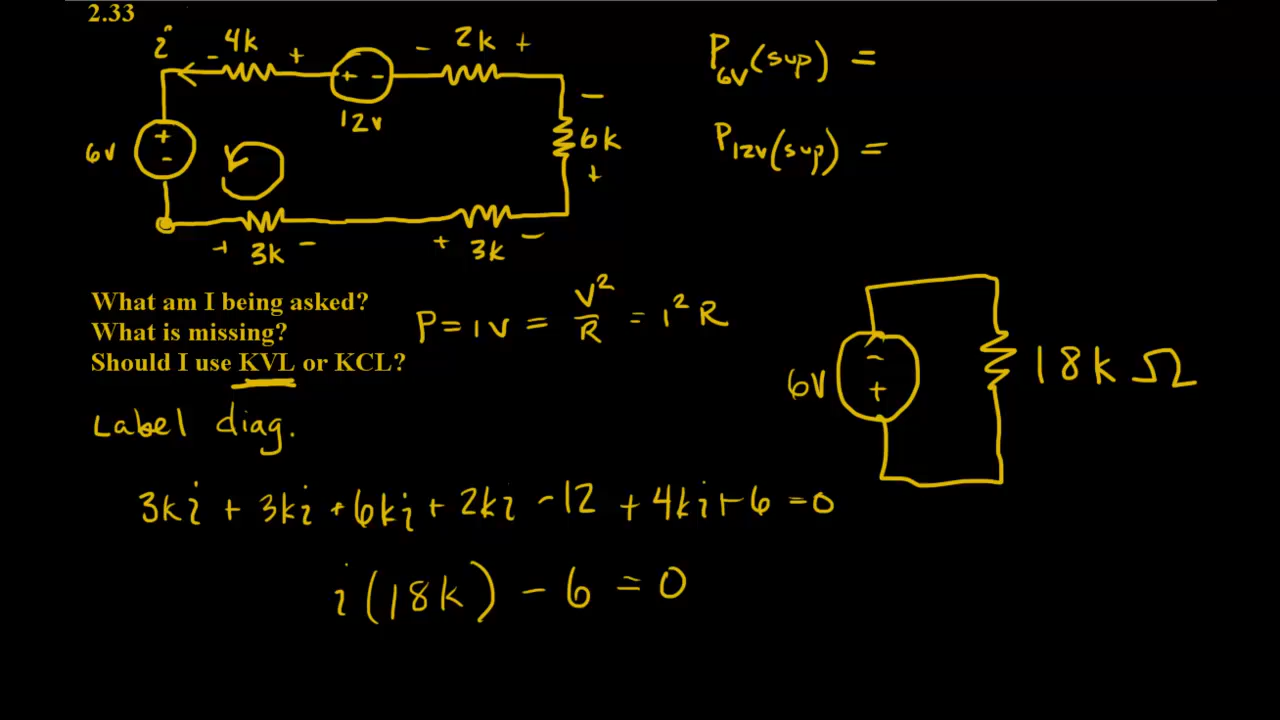 2.33
i - 4k + - 2k +
+ - 12v
-
6k
+
6v + -
+ 3k - + 3k -
P6V(sup) =
P12V(sup) =
What am I being asked?
What is missing?
Should I use KVL or KCL?
P = IV = V²/R = I²R
Label diag.
6V - + 18k Ω
3ki + 3ki + 6ki + 2ki - 12 + 4ki + 6 = 0
i(18k) - 6 = 0